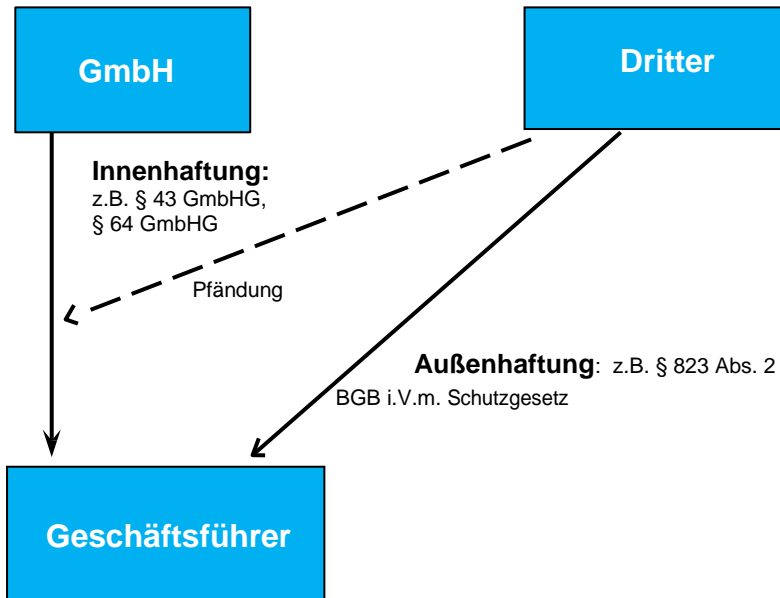 GmbH
Dritter
Innenhaftung:
z.B. § 43 GmbHG,
§ 64 GmbHG
Pfändung
Außenhaftung: z.B. § 823 Abs. 2
BGB i.V.m. Schutzgesetz
Geschäftsführer